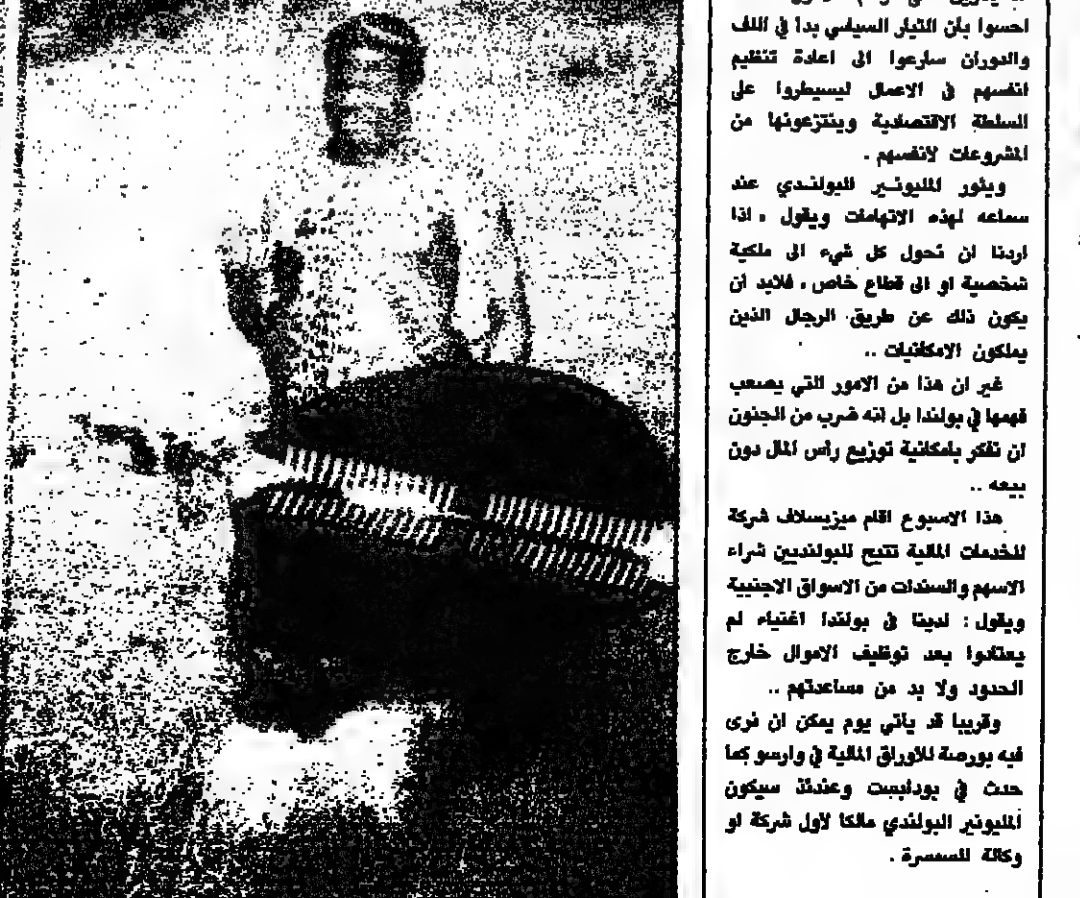 احسوا بأن التيار السياسي بدأ في اللف
والدوران سارعوا الى اعادة تنظيم
انفسهم في الاعمال ليسيطروا على
السلطة الاقتصادية وينتزعونها من
المشروعات لانفسهم .
ويثور المليونـير البولنـدي عند
سماعه لهذه الاتهامات ويقول ، اذا
اردنا ان نحول كل شيء الى ملكية
شخصية او الى قطاع خاص ، فلابد ان
يكون ذلك عن طريق الرجال الذين
يملكون الامكانيات ..
غير ان هذا من الامور التي يصعب
فهمها في بولندا بل انه ضرب من الجنون
ان نفكر بامكانية توزيع رأس المال دون
بيعه ..
هذا الاسبوع اقام ميزيسلاف شركة
للخدمات المالية تتيح للبولنديين شراء
الاسهم والسندات من الاسواق الاجنبية
ويقول : لدينا في بولندا اغنياء لم
يعتادوا بعد توظيف الاموال خارج
الحدود ولا بد من مساعدتهم ..
وقريبا قد يأتي يوم يمكن ان نرى
فيه بورصة للاوراق المالية في وارسو كما
حدث في بودابست وعندئذ سيكون
المليونير البولندي مالكا لاول شركة او
وكالة للسمسرة .